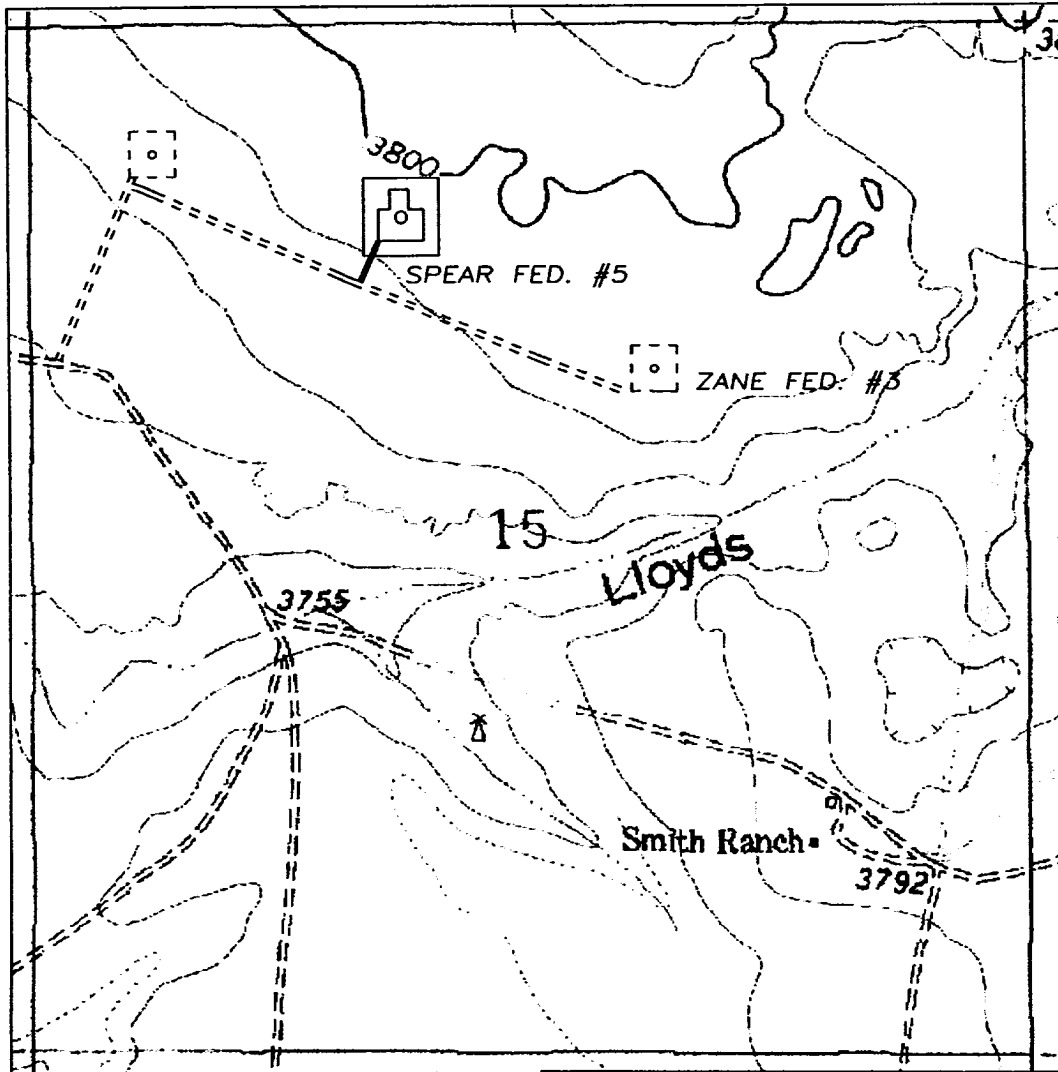 3800
SPEAR FED. #5
ZANE FED. #3
15
Lloyds
3755
Smith Ranch
3792